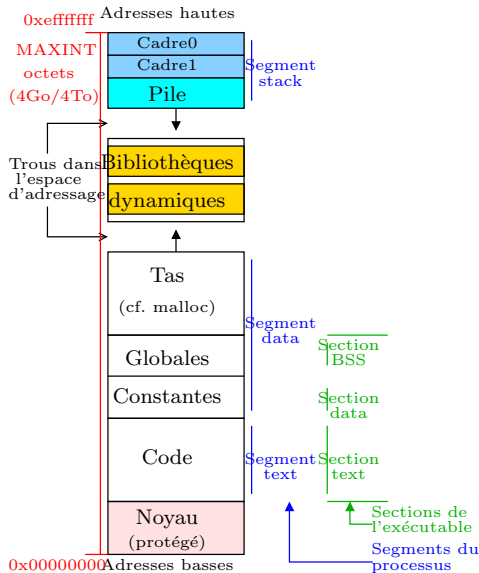 Adresses hautes
0xefffffff
MAXINT
octets
(4Go/4To)
Cadre0
Cadre1
Pile
Segment
stack
Trous dans
l'espace
d'adressage
Bibliothèques
dynamiques
Tas
(cf. malloc)
Globales
Constantes
Segment
data
Section
BSS
Section
data
Code
Segment
text
Section
text
Noyau
(protégé)
Sections de
l'exécutable
Segments du
processus
0x00000000
Adresses basses